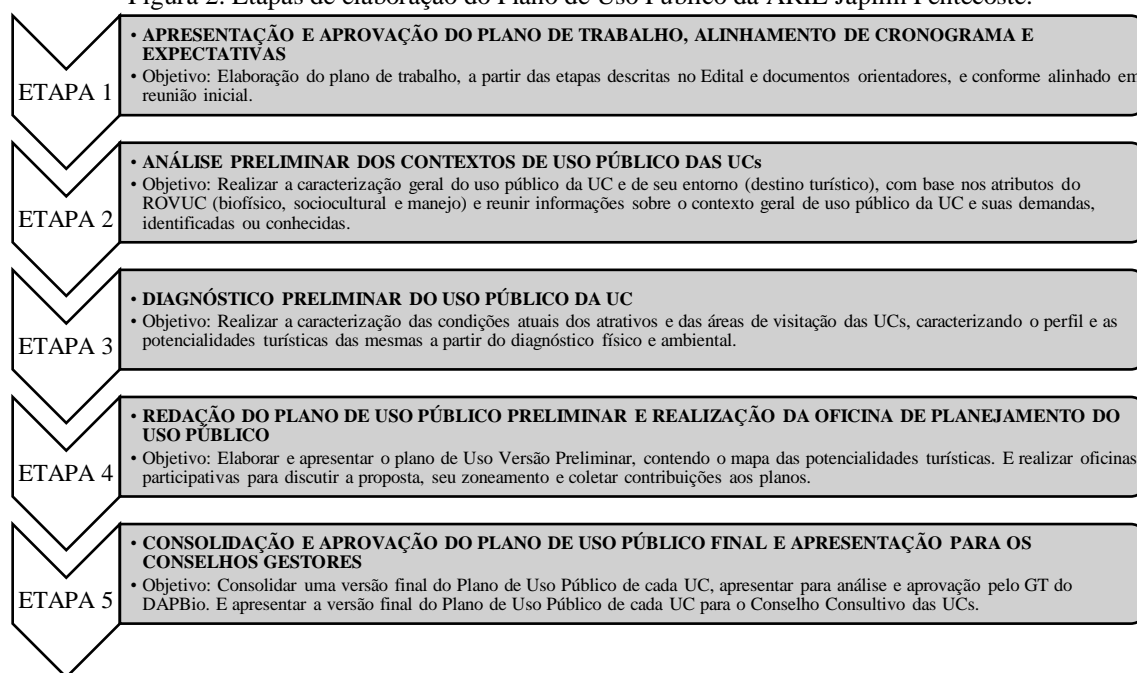 Figura 2. Etapas de elaboração do Plano de Uso Público da ARIE Japiim Pentecoste.
ETAPA 1
• APRESENTAÇÃO E APROVAÇÃO DO PLANO DE TRABALHO, ALINHAMENTO DE CRONOGRAMA E
EXPECTATIVAS
• Objetivo: Elaboração do plano de trabalho, a partir das etapas descritas no Edital e documentos orientadores, e conforme alinhado em
reunião inicial.
ETAPA 2
• ANÁLISE PRELIMINAR DOS CONTEXTOS DE USO PÚBLICO DAS UCs
• Objetivo: Realizar a caracterização geral do uso público da UC e de seu entorno (destino turístico), com base nos atributos do
ROVUC (biofísico, sociocultural e manejo) e reunir informações sobre o contexto geral de uso público da UC e suas demandas,
identificadas ou conhecidas.
ETAPA 3
• DIAGNÓSTICO PRELIMINAR DO USO PÚBLICO DA UC
• Objetivo: Realizar a caracterização das condições atuais dos atrativos e das áreas de visitação das UCs, caracterizando o perfil e as
potencialidades turísticas das mesmas a partir do diagnóstico físico e ambiental.
ETAPA 4
• REDAÇÃO DO PLANO DE USO PÚBLICO PRELIMINAR E REALIZAÇÃO DA OFICINA DE PLANEJAMENTO DO
USO PÚBLICO
• Objetivo: Elaborar e apresentar o plano de Uso Versão Preliminar, contendo o mapa das potencialidades turísticas. E realizar oficinas
participativas para discutir a proposta, seu zoneamento e coletar contribuições aos planos.
ETAPA 5
• CONSOLIDAÇÃO E APROVAÇÃO DO PLANO DE USO PÚBLICO FINAL E APRESENTAÇÃO PARA OS
CONSELHOS GESTORES
• Objetivo: Consolidar uma versão final do Plano de Uso Público de cada UC, apresentar para análise e aprovação pelo GT do
DAPBio. E apresentar a versão final do Plano de Uso Público de cada UC para o Conselho Consultivo das UCs.